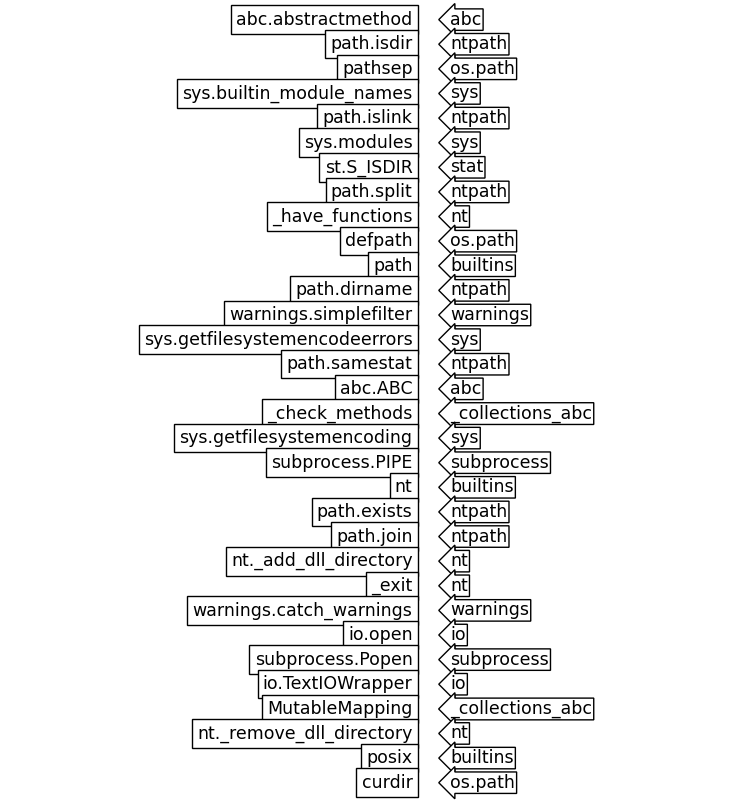 abc.abstractmethod abc
path.isdir ntpath
pathsep os.path
sys.builtin_module_names sys
path.islink ntpath
sys.modules sys
st.S_ISDIR stat
path.split ntpath
_have_functions nt
defpath os.path
path builtins
path.dirname ntpath
warnings.simplefilter warnings
sys.getfilesystemencodeerrors sys
path.samestat ntpath
abc.ABC abc
_check_methods _collections_abc
sys.getfilesystemencoding sys
subprocess.PIPE subprocess
nt builtins
path.exists ntpath
path.join ntpath
nt._add_dll_directory nt
_exit nt
warnings.catch_warnings warnings
io.open io
subprocess.Popen subprocess
io.TextIOWrapper io
MutableMapping _collections_abc
nt._remove_dll_directory nt
posix builtins
curdir os.path